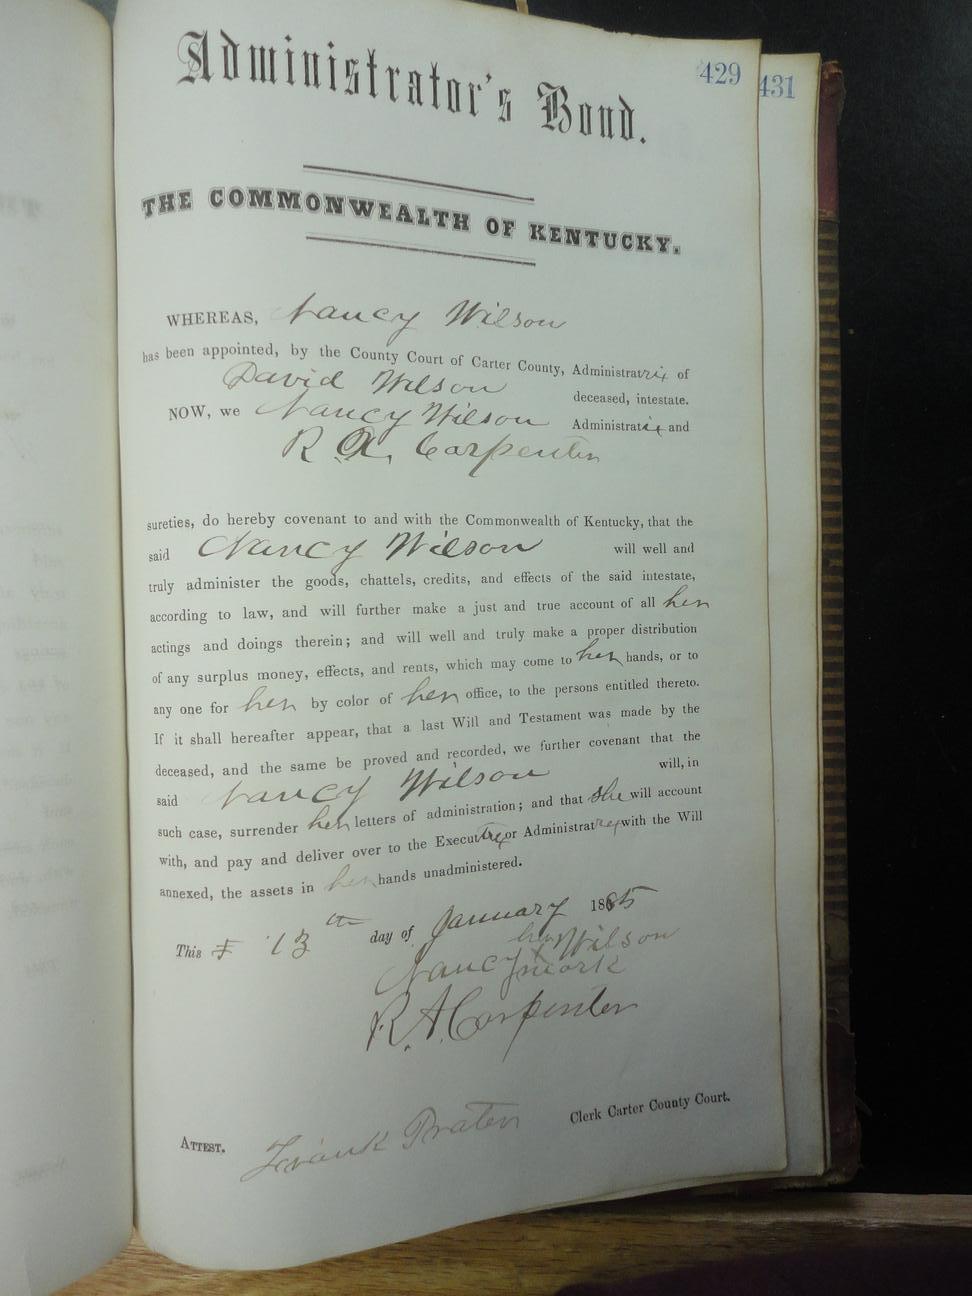 429
431
Administrator's Bond.
THE COMMONWEALTH OF KENTUCKY.
WHEREAS, Nancy Wilson
has been appointed, by the County Court of Carter County, Administratrix of
David Wilson deceased, intestate.
NOW, we Nancy Wilson Administratrix and
R A. Carpenter
sureties, do hereby covenant to and with the Commonwealth of Kentucky, that the
said Nancy Wilson will well and
truly administer the goods, chattels, credits, and effects of the said intestate,
according to law, and will further make a just and true account of all her
actings and doings therein; and will well and truly make a proper distribution
of any surplus money, effects, and rents, which may come to her hands, or to
any one for her by color of her office, to the persons entitled thereto.
If it shall hereafter appear, that a last Will and Testament was made by the
deceased, and the same be proved and recorded, we further covenant that the
said Nancy Wilson will, in
such case, surrender her letters of administration; and that she will account
with, and pay and deliver over to the Executrix or Administratrix with the Will
annexed, the assets in her hands unadministered.
This 13th day of January 1885
Nancy her X mark Wilson
R. A Carpenter
ATTEST. Frank Prater Clerk Carter County Court.